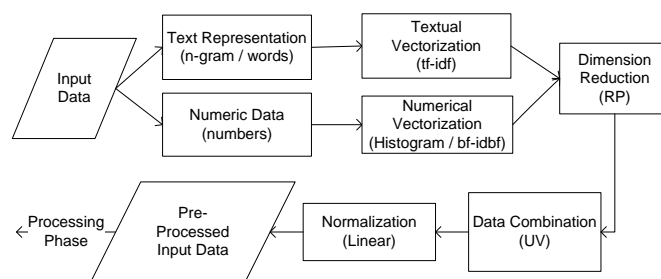 Input
Data
Text Representation
(n-gram / words)
Textual
Vectorization
(tf-idf)
Numeric Data
(numbers)
Numerical
Vectorization
(Histogram / bf-idbf)
Dimension
Reduction
(RP)
Data Combination
(UV)
Normalization
(Linear)
Pre-
Processed
Input Data
Processing
Phase